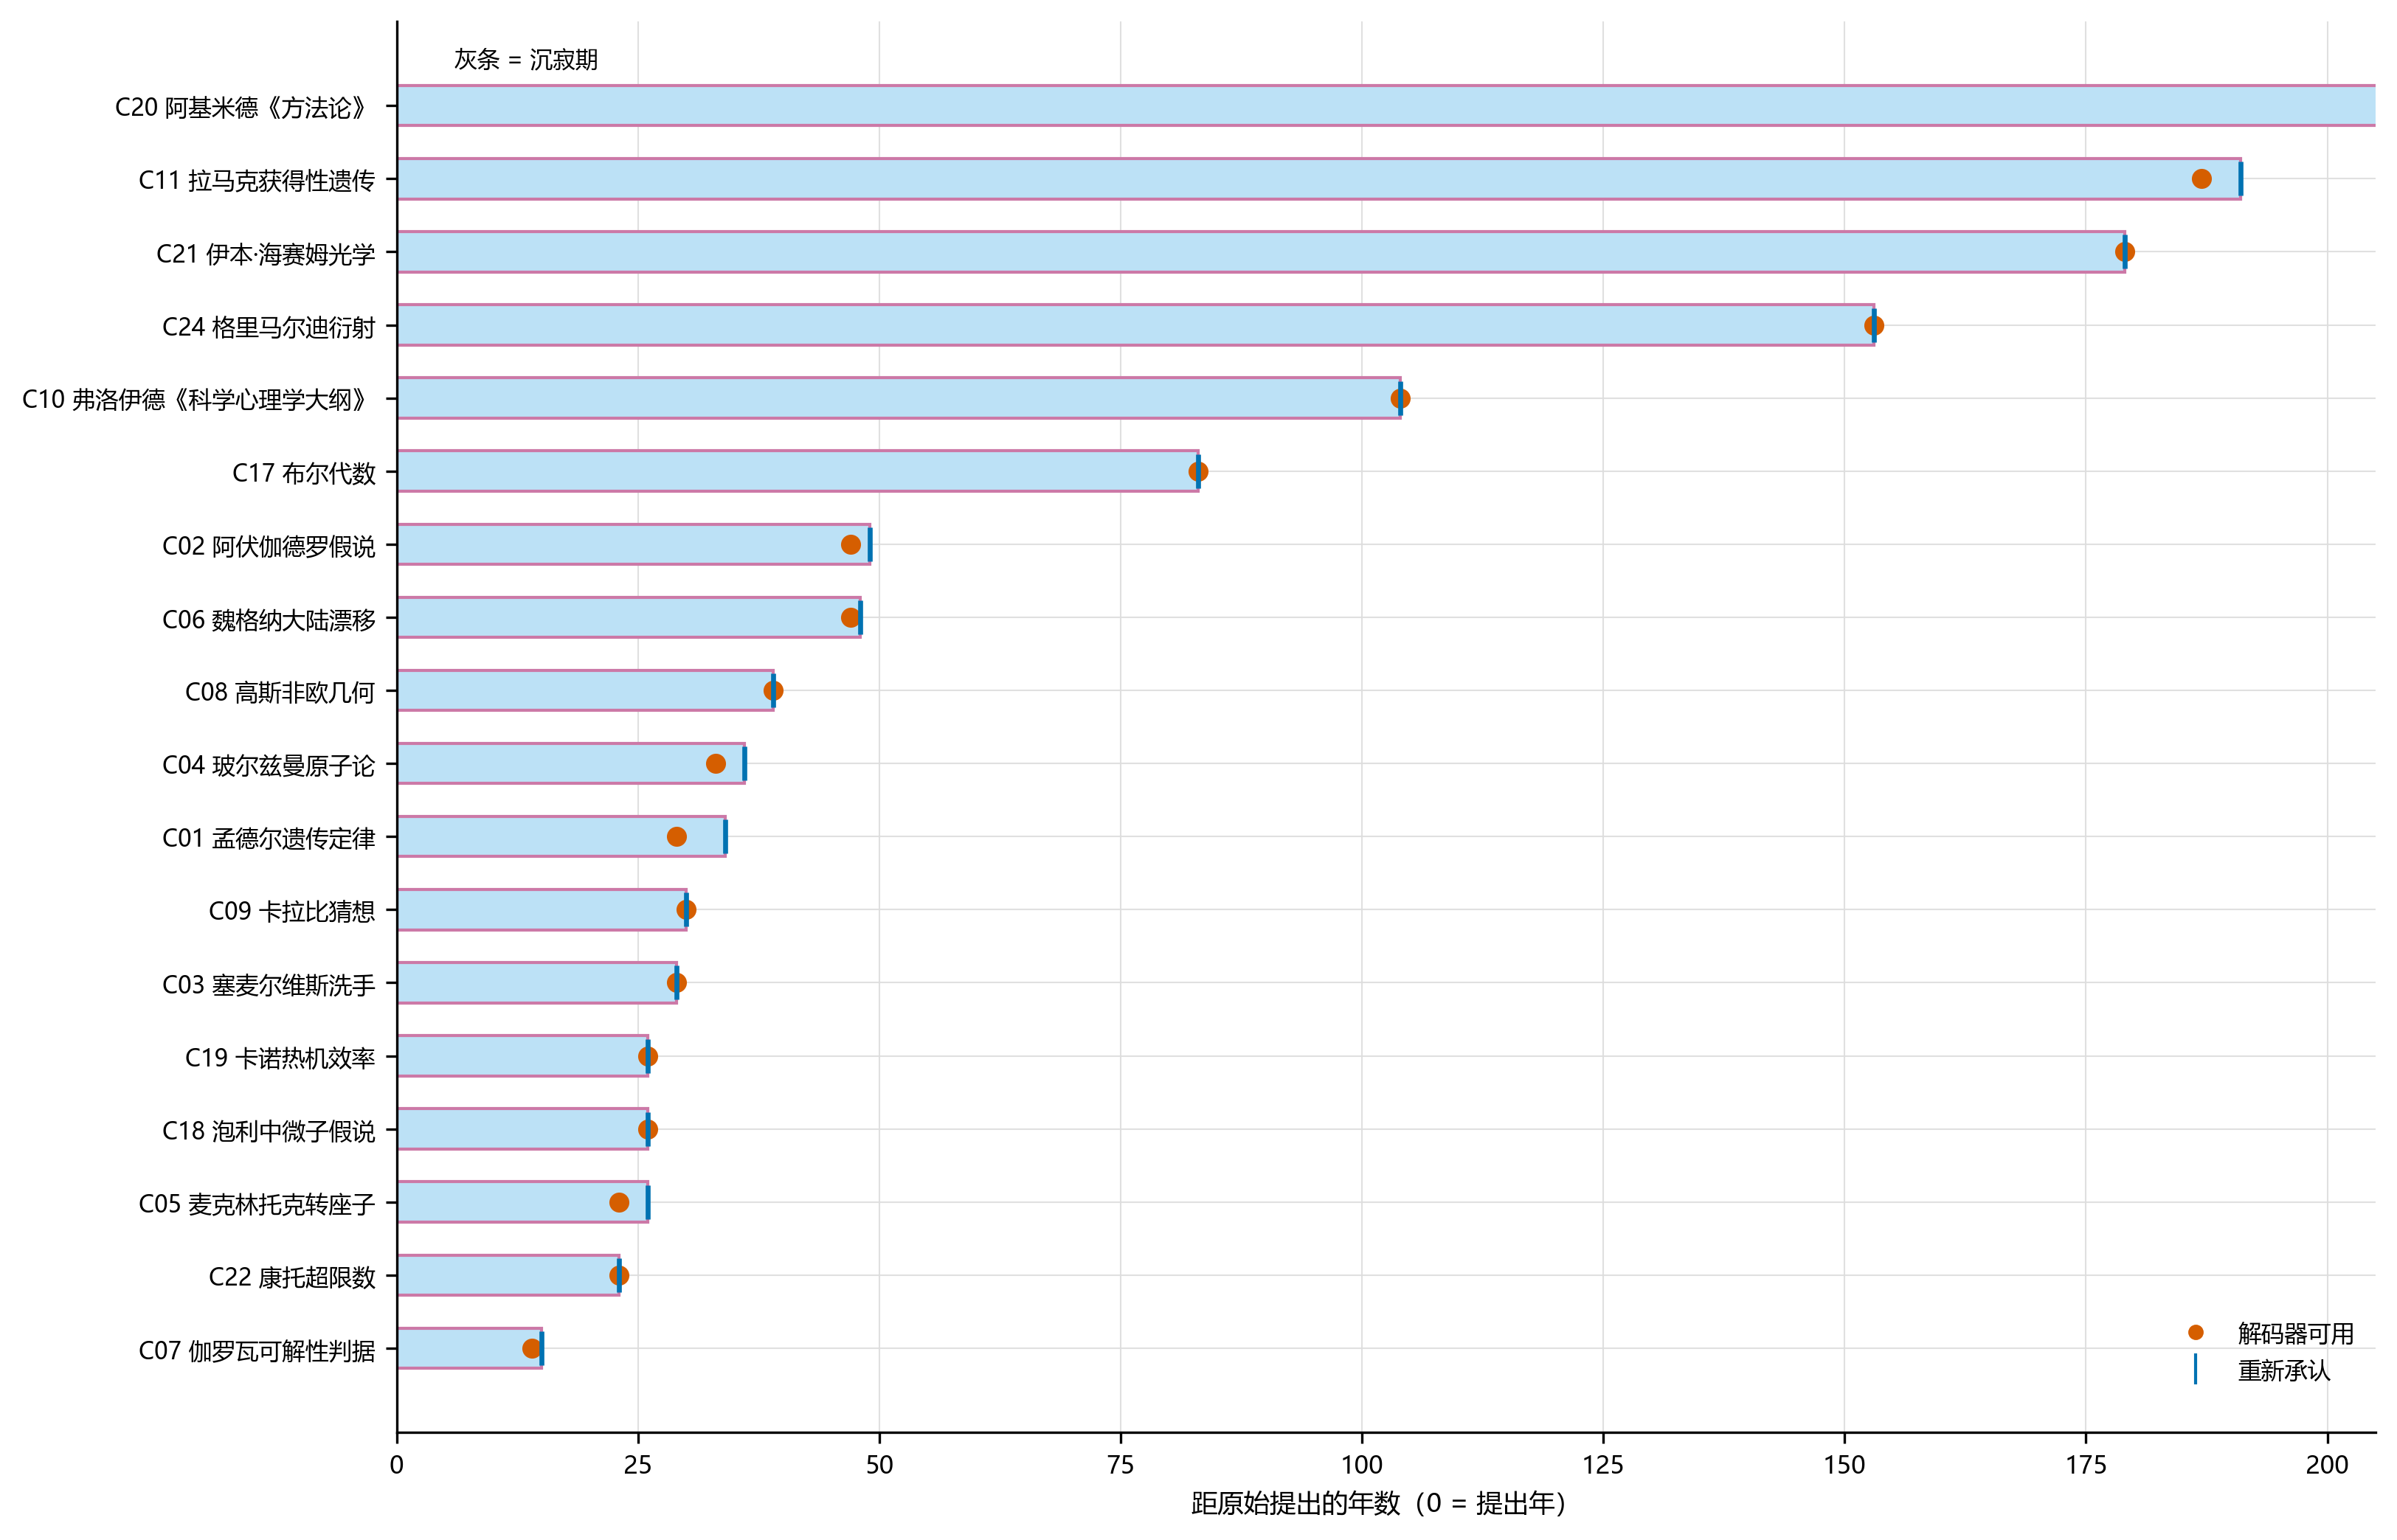 灰条 = 沉寂期
C20 阿基米德《方法论》
C11 拉马克获得性遗传
C21 伊本·海赛姆光学
C24 格里马尔迪衍射
C10 弗洛伊德《科学心理学大纲》
C17 布尔代数
C02 阿伏伽德罗假说
C06 魏格纳大陆漂移
C08 高斯非欧几何
C04 玻尔兹曼原子论
C01 孟德尔遗传定律
C09 卡拉比猜想
C03 塞麦尔维斯洗手
C19 卡诺热机效率
C18 泡利中微子假说
C05 麦克林托克转座子
C22 康托超限数
C07 伽罗瓦可解性判据
解码器可用
重新承认
0 25 50 75 100 125 150 175 200
距原始提出的年数（0 = 提出年）